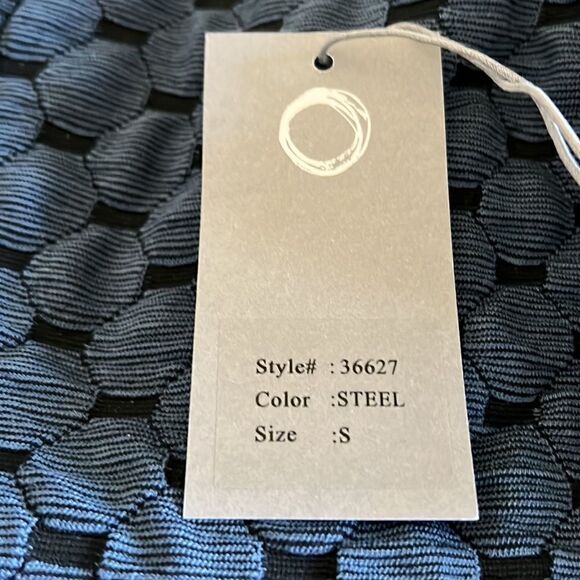 Style# : 36627
Color :STEEL
Size :S